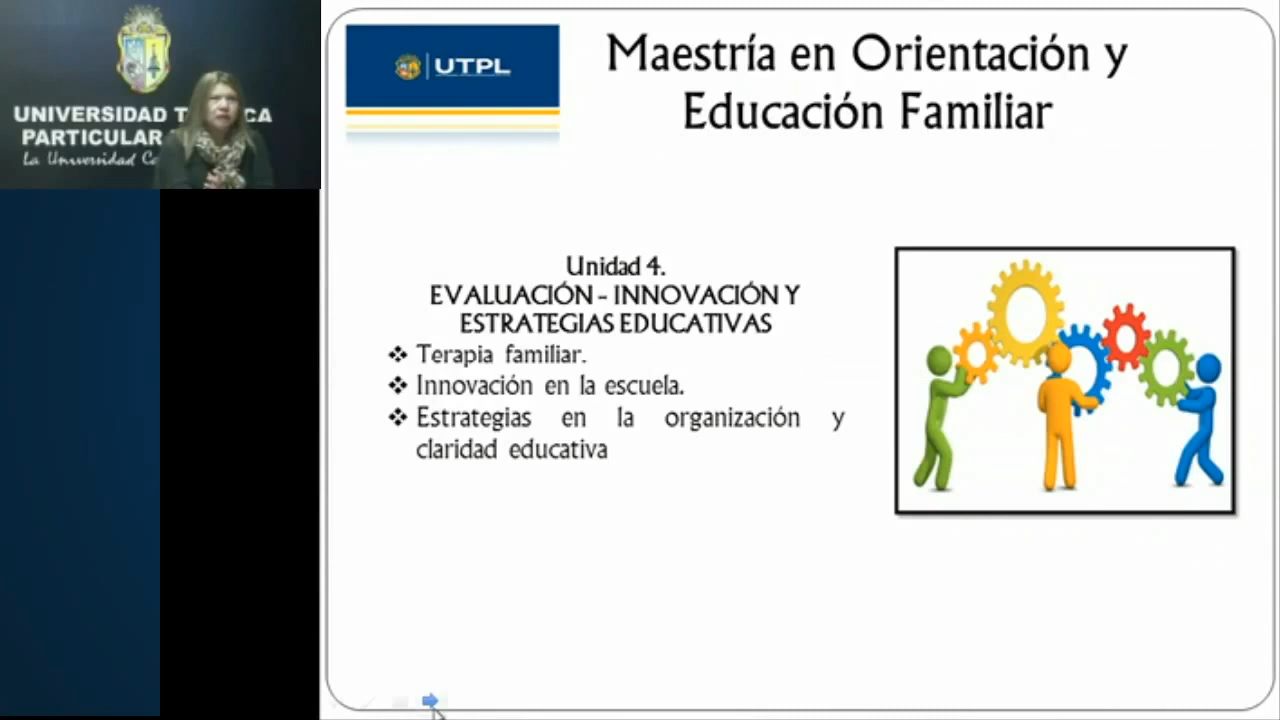 UNIVERSIDAD T
PARTICULAR
La Universidad
UTPL
Maestría en Orientación y
Educación Familiar
Unidad 4.
EVALUACIÓN - INNOVACIÓN Y
ESTRATEGIAS EDUCATIVAS
❖ Terapia familiar.
❖ Innovación en la escuela.
❖ Estrategias en la organización y
claridad educativa